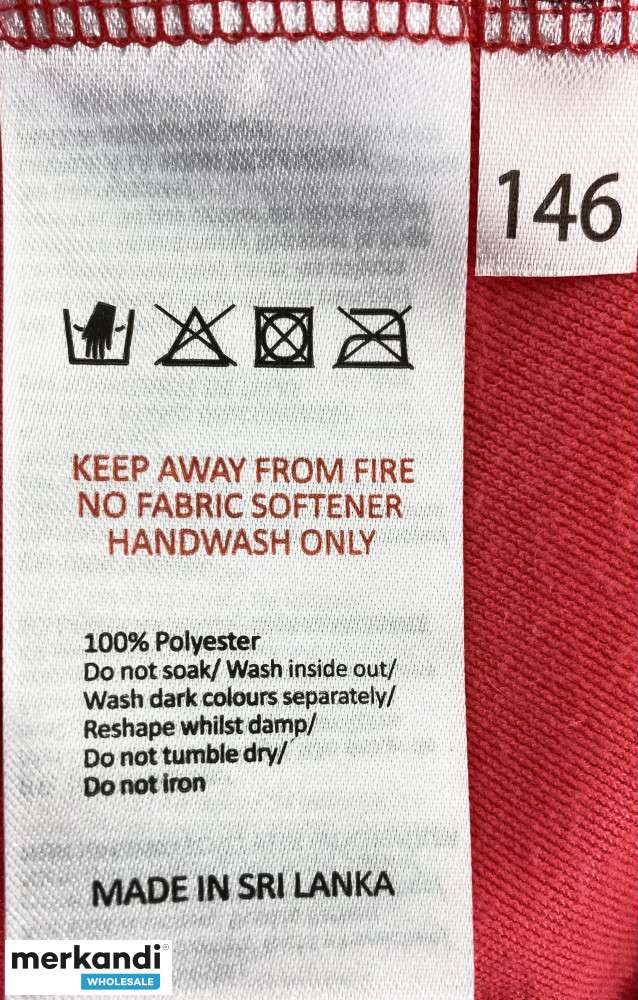 146
KEEP AWAY FROM FIRE
NO FABRIC SOFTENER
HANDWASH ONLY
100% Polyester
Do not soak/ Wash inside out/
Wash dark colours separately/
Reshape whilst damp/
Do not tumble dry/
Do not iron
MADE IN SRI LANKA
merkandi
WHOLESALE